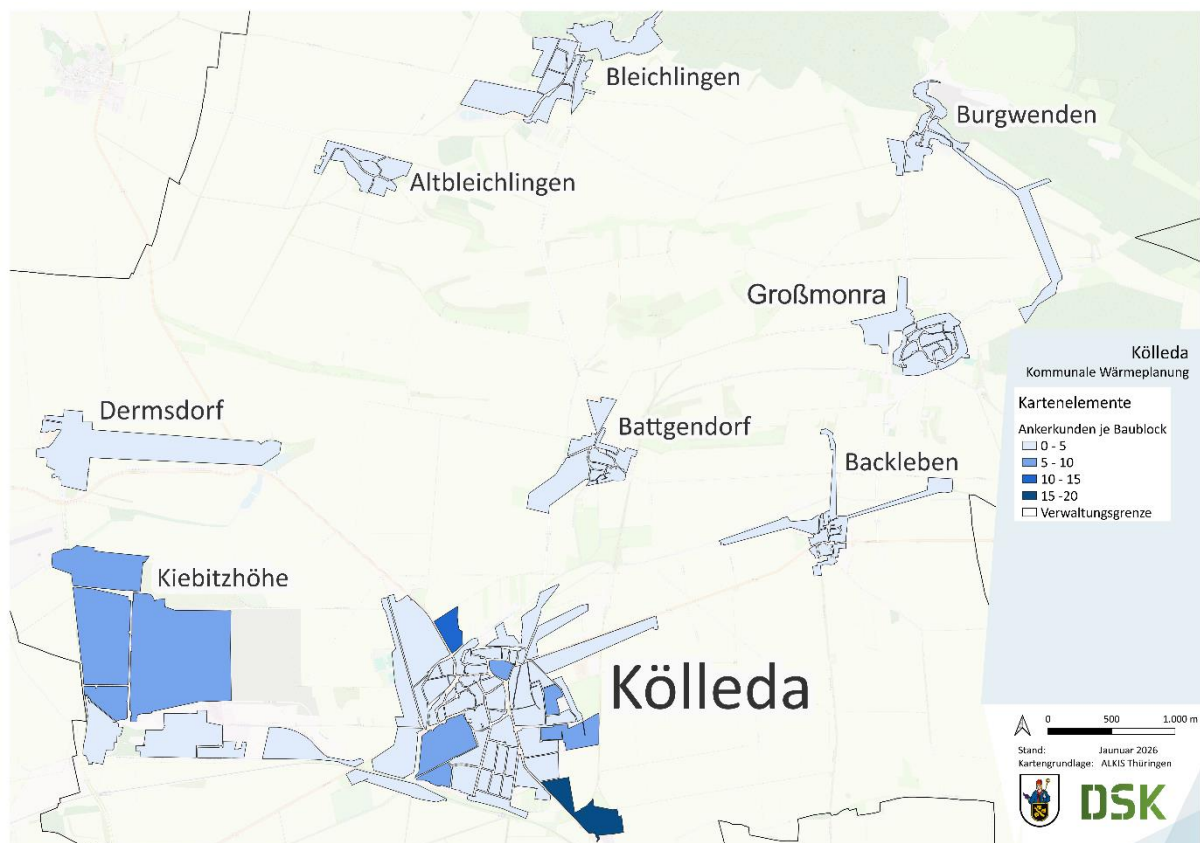 Bleichlingen
Burgwenden
Altbleichlingen
Großmonra
Kölleda
Kommunale Wärmeplanung
Kartenelemente
Ankerkunden je Baublock
0 - 5
5 - 10
10 - 15
15 -20
Verwaltungsgrenze
Dermsdorf
Battgendorf
Backleben
Kiebitzhöhe
Kölleda
0 500 1.000 m
Stand: Jaunuar 2026
Kartengrundlage: ALKIS Thüringen
DSK